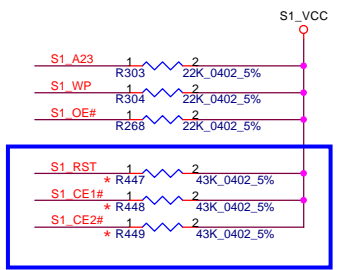 S1_VCC
S1_A23 1 2
R303 22K_0402_5%
S1_WP 1 2
R304 22K_0402_5%
S1_OE# 1 2
R268 22K_0402_5%
S1_RST 1 2
* R447 43K_0402_5%
S1_CE1# 1 2
* R448 43K_0402_5%
S1_CE2# 1 2
* R449 43K_0402_5%